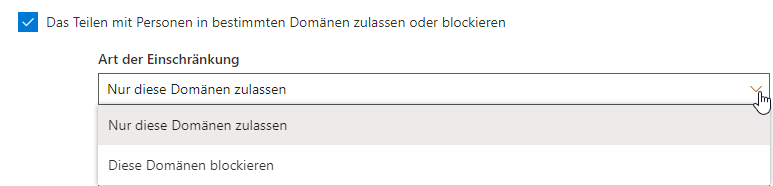 Das Teilen mit Personen in bestimmten Domänen zulassen oder blockieren
Art der Einschränkung
Nur diese Domänen zulassen
Nur diese Domänen zulassen
Diese Domänen blockieren